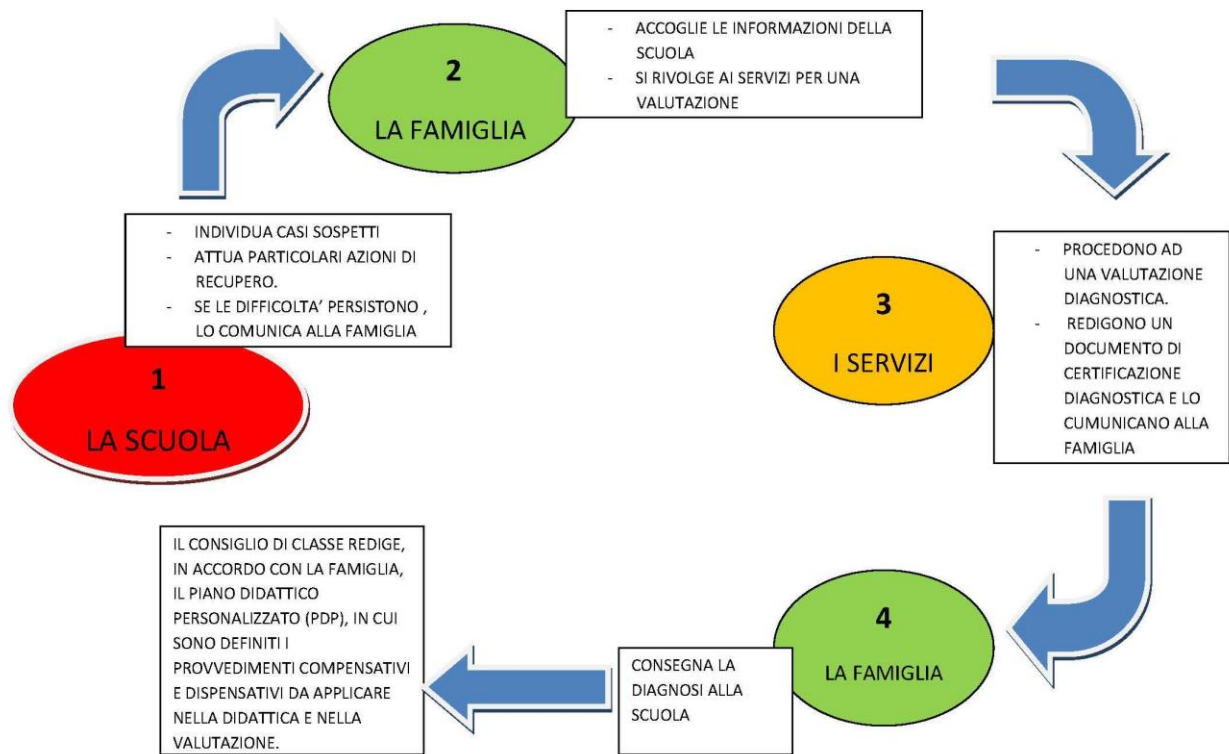 1
LA SCUOLA
- INDIVIDUA CASI SOSPETTI
- ATTUA PARTICOLARI AZIONI DI
RECUPERO.
- SE LE DIFFICOLTA’ PERSISTONO ,
LO COMUNICA ALLA FAMIGLIA
2
LA FAMIGLIA
- ACCOGLIE LE INFORMAZIONI DELLA
SCUOLA
- SI RIVOLGE AI SERVIZI PER UNA
VALUTAZIONE
3
I SERVIZI
- PROCEDONO AD
UNA VALUTAZIONE
DIAGNOSTICA.
- REDIGONO UN
DOCUMENTO DI
CERTIFICAZIONE
DIAGNOSTICA E LO
CUMUNICANO ALLA
FAMIGLIA
4
LA FAMIGLIA
CONSEGNA LA
DIAGNOSI ALLA
SCUOLA
IL CONSIGLIO DI CLASSE REDIGE,
IN ACCORDO CON LA FAMIGLIA,
IL PIANO DIDATTICO
PERSONALIZZATO (PDP), IN CUI
SONO DEFINITI I
PROVVEDIMENTI COMPENSATIVI
E DISPENSATIVI DA APPLICARE
NELLA DIDATTICA E NELLA
VALUTAZIONE.